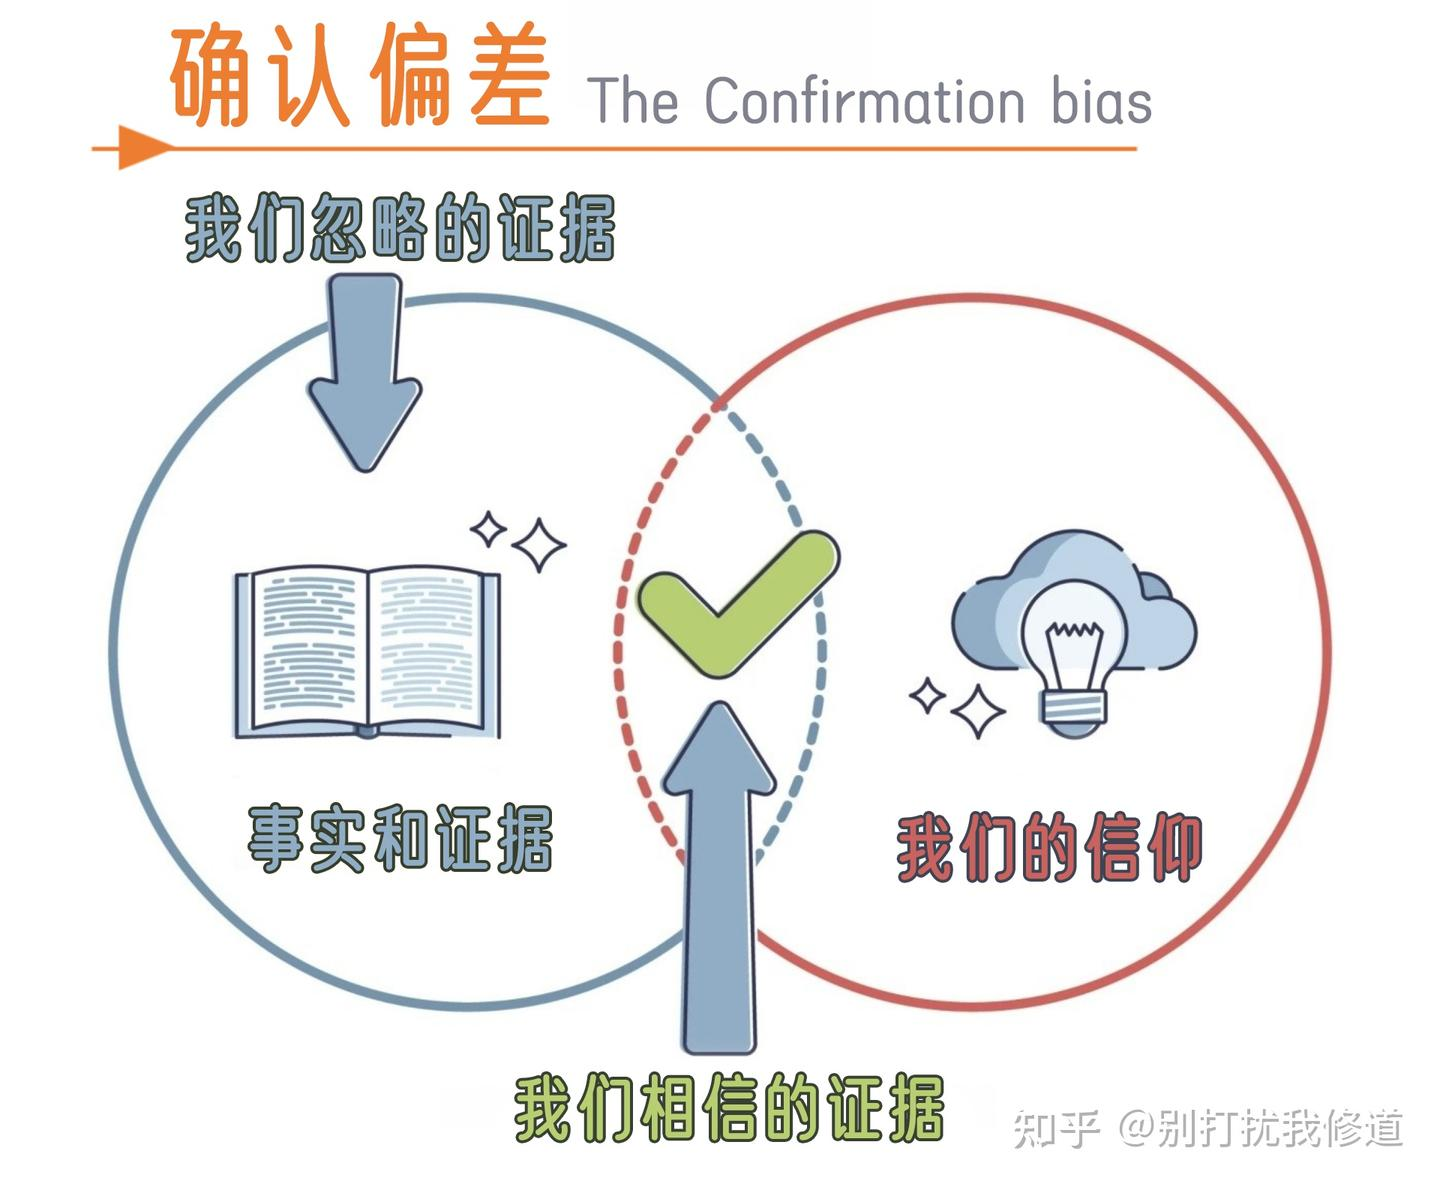 确认偏差 The Confirmation bias
我们忽略的证据
事实和证据
我们的信仰
我们相信的证据
知乎 @别打扰我修道